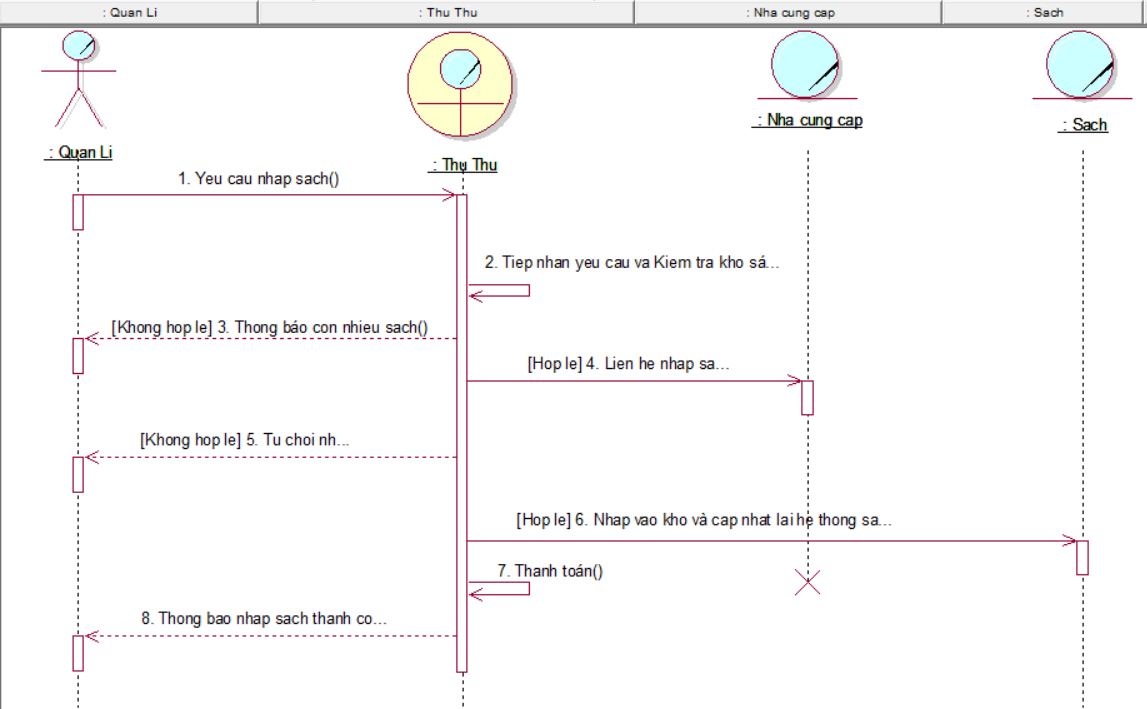 : Quan Li
: Thu Thu
: Nha cung cap
: Sach
: Quan Li
: Thu Thu
: Nha cung cap
: Sach
1. Yeu cau nhap sach()
2. Tiep nhan yeu cau va Kiem tra kho sá...
[Khong hop le] 3. Thong báo con nhieu sach()
[Hop le] 4. Lien he nhap sa...
[Khong hop le] 5. Tu choi nh...
[Hop le] 6. Nhap vao kho và cap nhat lai he thong sa...
7. Thanh toán()
8. Thong bao nhap sach thanh co...